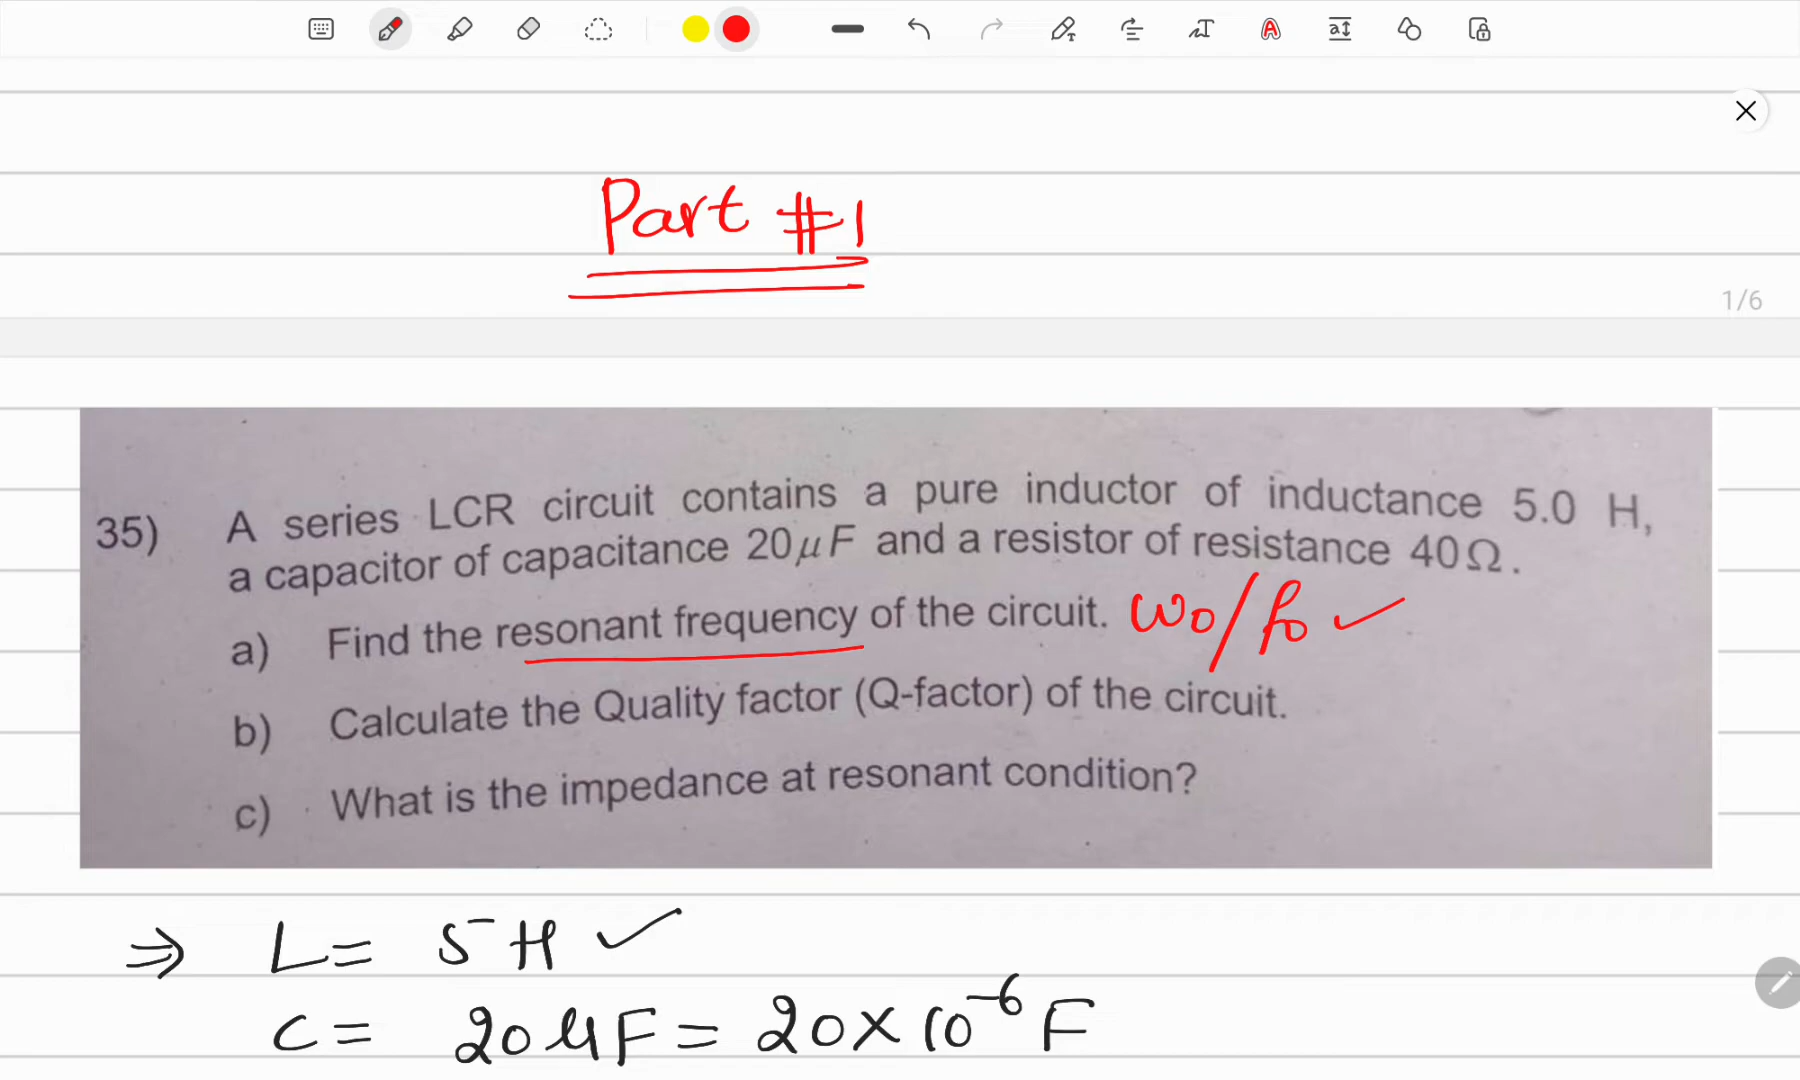 Part #1
1/6
35) A series LCR circuit contains a pure inductor of inductance 5.0 H,
a capacitor of capacitance 20μF and a resistor of resistance 40Ω.
a) Find the resonant frequency of the circuit. ω₀/f₀ ✓
b) Calculate the Quality factor (Q-factor) of the circuit.
c) What is the impedance at resonant condition?
⇒ L = 5 H ✓
C = 20 μF = 20 × 10⁻⁶ F